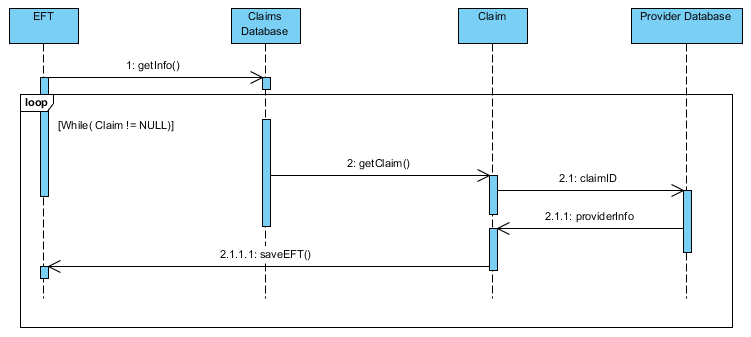 EFT
Claims
Database
Claim
Provider Database
1: getInfo()
loop
[While( Claim != NULL)]
2: getClaim()
2.1: claimID
2.1.1: providerInfo
2.1.1.1: saveEFT()